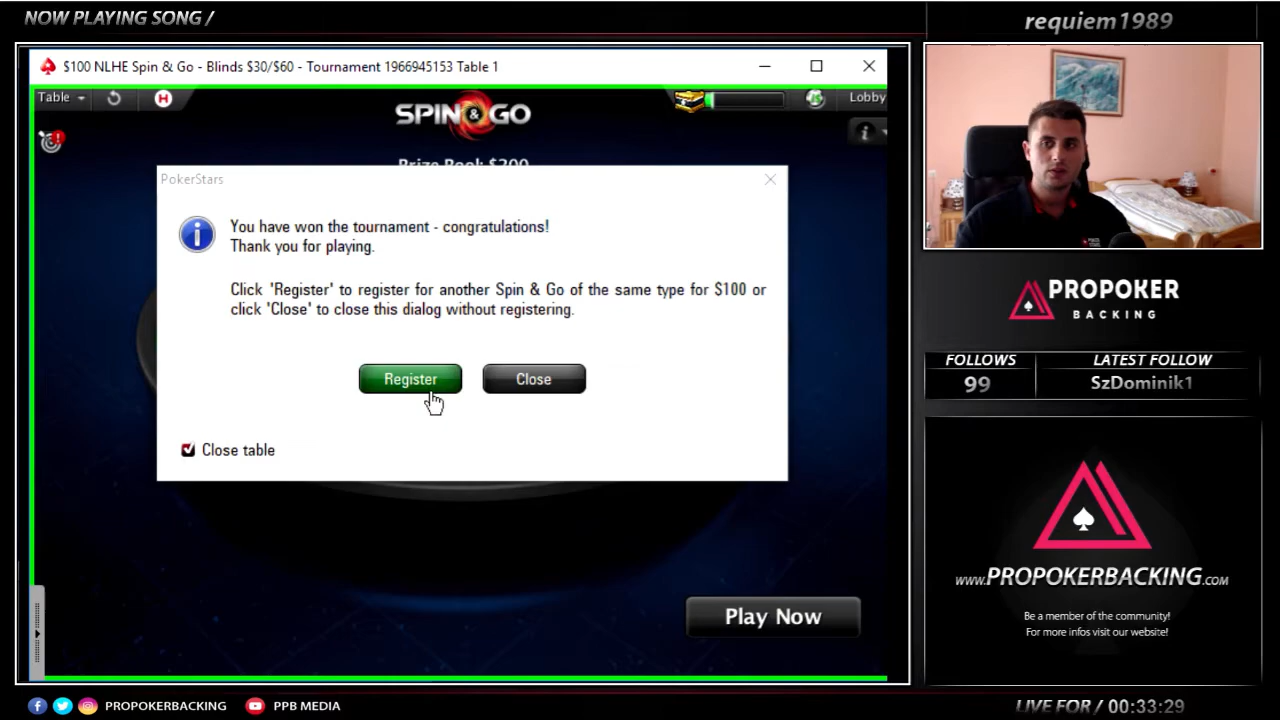 NOW PLAYING SONG /
requiem1989
$100 NLHE Spin & Go - Blinds $30/$60 - Tournament 1966945153 Table 1
Table
H
SPIN & GO
Lobby
Prize Pool: $200
PokerStars
You have won the tournament - congratulations!
Thank you for playing.
Click 'Register' to register for another Spin & Go of the same type for $100 or
click 'Close' to close this dialog without registering.
Register
Close
Close table
Play Now
PROPOKER
BACKING
FOLLOWS
99
LATEST FOLLOW
SzDominik1
WWW.PROPOKERBACKING.COM
Be a member of the community!
For more infos visit our website!
PROPOKERBACKING
PPB MEDIA
LIVE FOR / 00:33:29